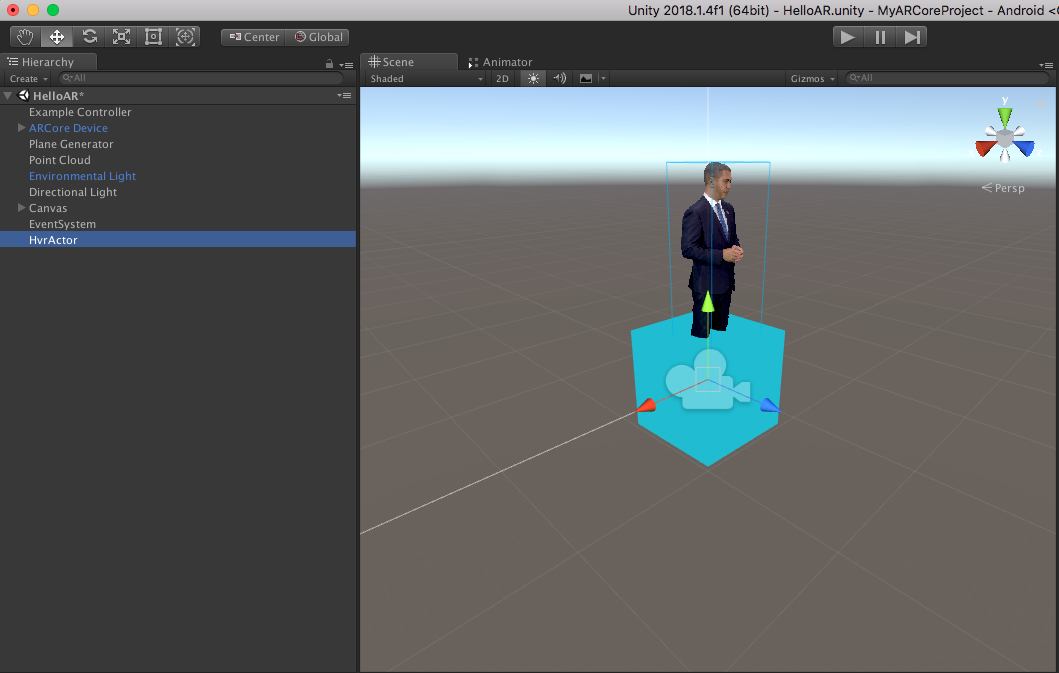 Unity 2018.1.4f1 (64bit) - HelloAR.unity - MyARCoreProject - Android <
Center Global
Hierarchy
Create All
HelloAR*
Example Controller
ARCore Device
Plane Generator
Point Cloud
Environmental Light
Directional Light
Canvas
EventSystem
HvrActor
Scene Animator
Shaded 2D Gizmos All
y
Persp